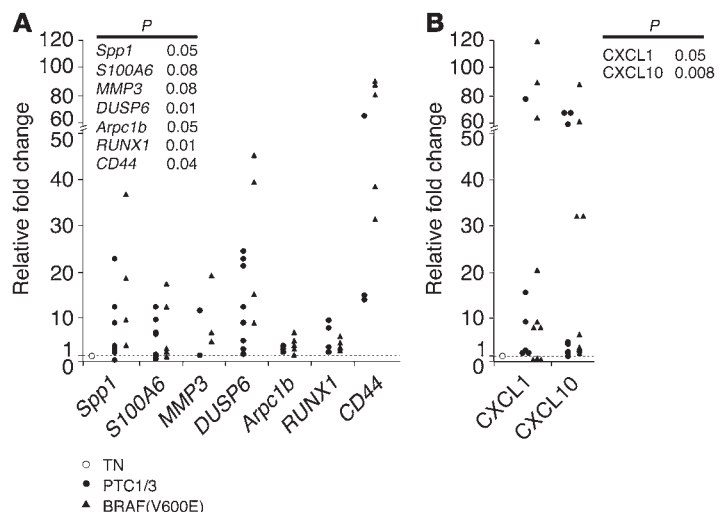 A
P
Spp1 0.05
S100A6 0.08
MMP3 0.08
DUSP6 0.01
Arpc1b 0.05
RUNX1 0.01
CD44 0.04
Relative fold change
120
100
80
60
50
40
30
20
10
1
0
Spp1
S100A6
MMP3
DUSP6
Arpc1b
RUNX1
CD44
TN
PTC1/3
BRAF(V600E)
B
P
CXCL1 0.05
CXCL10 0.008
Relative fold change
120
100
80
60
50
40
30
20
10
1
0
CXCL1
CXCL10